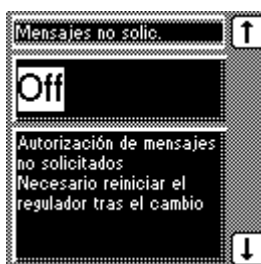 Mensajes no solic.
Off
Autorización de mensajes
no solicitados
Necesario reiniciar el
regulador tras el cambio